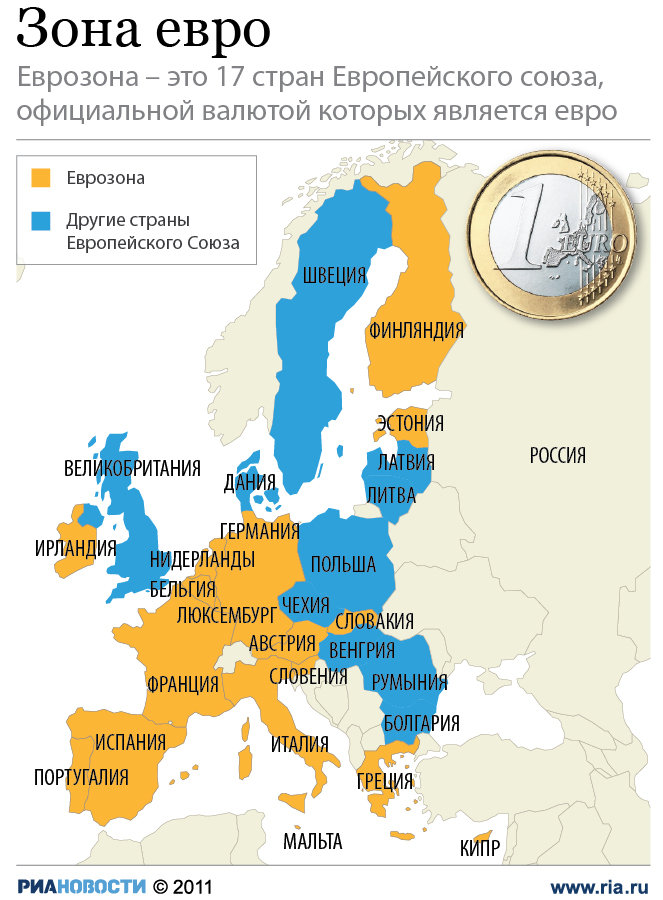 Зона евро
Еврозона – это 17 стран Европейского союза,
официальной валютой которых является евро
Еврозона
Другие страны
Европейского Союза
1 EURO
ШВЕЦИЯ
ФИНЛЯНДИЯ
ЭСТОНИЯ
РОССИЯ
ЛАТВИЯ
ВЕЛИКОБРИТАНИЯ
ДАНИЯ
ЛИТВА
ГЕРМАНИЯ
ИРЛАНДИЯ
НИДЕРЛАНДЫ
ПОЛЬША
БЕЛЬГИЯ
ЧЕХИЯ
ЛЮКСЕМБУРГ
СЛОВАКИЯ
АВСТРИЯ
ВЕНГРИЯ
СЛОВЕНИЯ
ФРАНЦИЯ
РУМЫНИЯ
БОЛГАРИЯ
ИСПАНИЯ
ИТАЛИЯ
ПОРТУГАЛИЯ
ГРЕЦИЯ
МАЛЬТА
КИПР
РИАНОВОСТИ © 2011
www.ria.ru